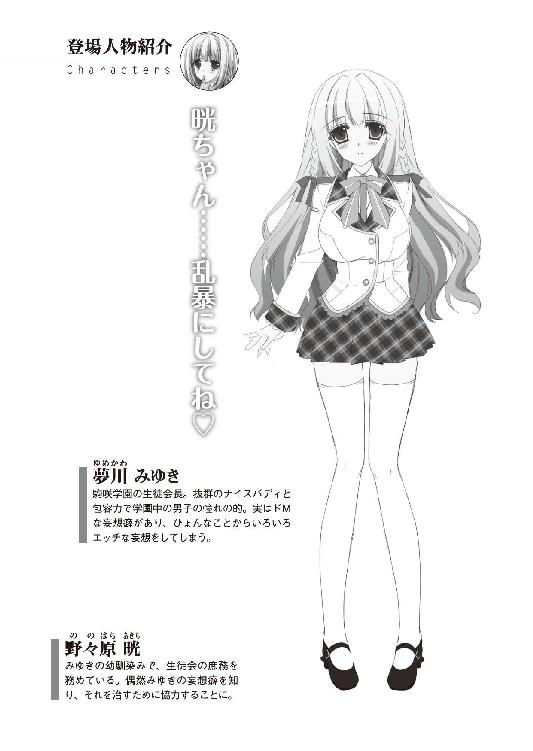 登場人物紹介
Characters
晄ちゃん……乱暴にしてね♡
ゆめかわ
夢川 みゆき
駒咲学園の生徒会長。抜群のナイスバディと
包容力で学園中の男子の憧れの的。実はドM
な妄想癖があり、ひょんなことからいろいろ
エッチな妄想をしてしまう。
ののはら あきら
野々原 晄
みゆきの幼馴染みで、生徒会の庶務を
務めている。偶然みゆきの妄想癖を知
り、それを治すために協力することに。